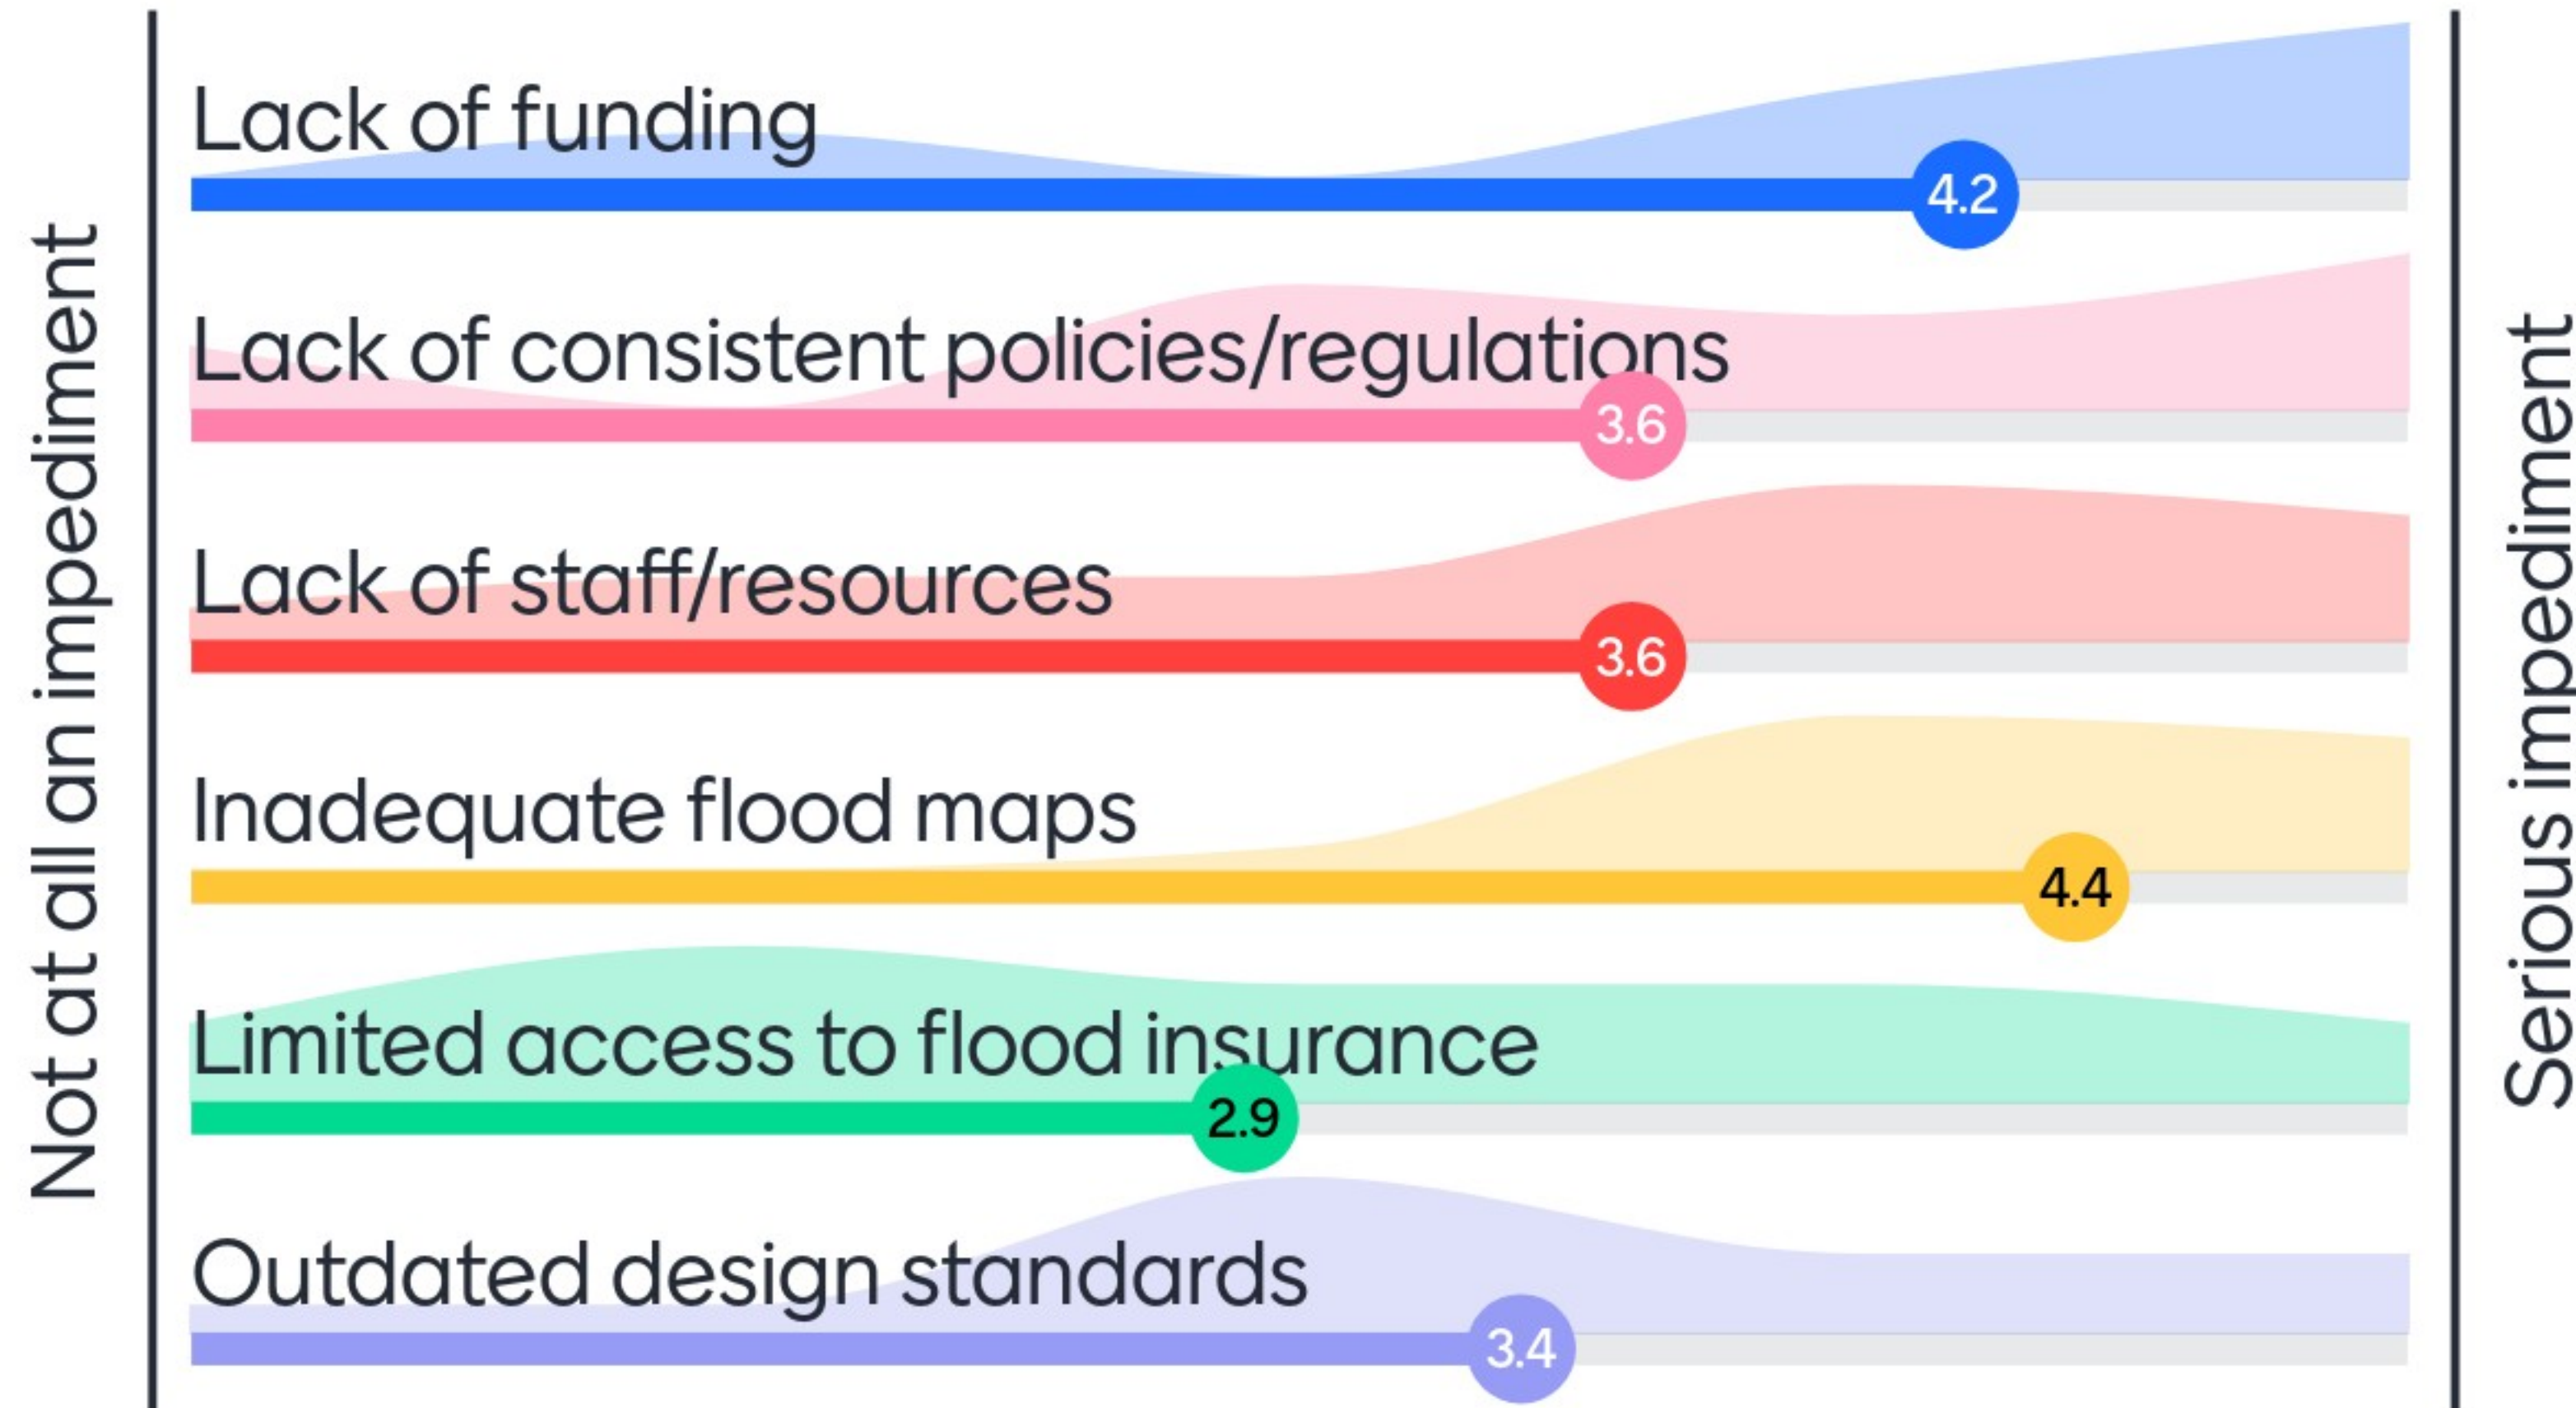 Not at all an impediment
Lack of funding
4.2
Lack of consistent policies/regulations
3.6
Lack of staff/resources
3.6
Inadequate flood maps
4.4
Limited access to flood insurance
2.9
Outdated design standards
3.4
Serious impediment